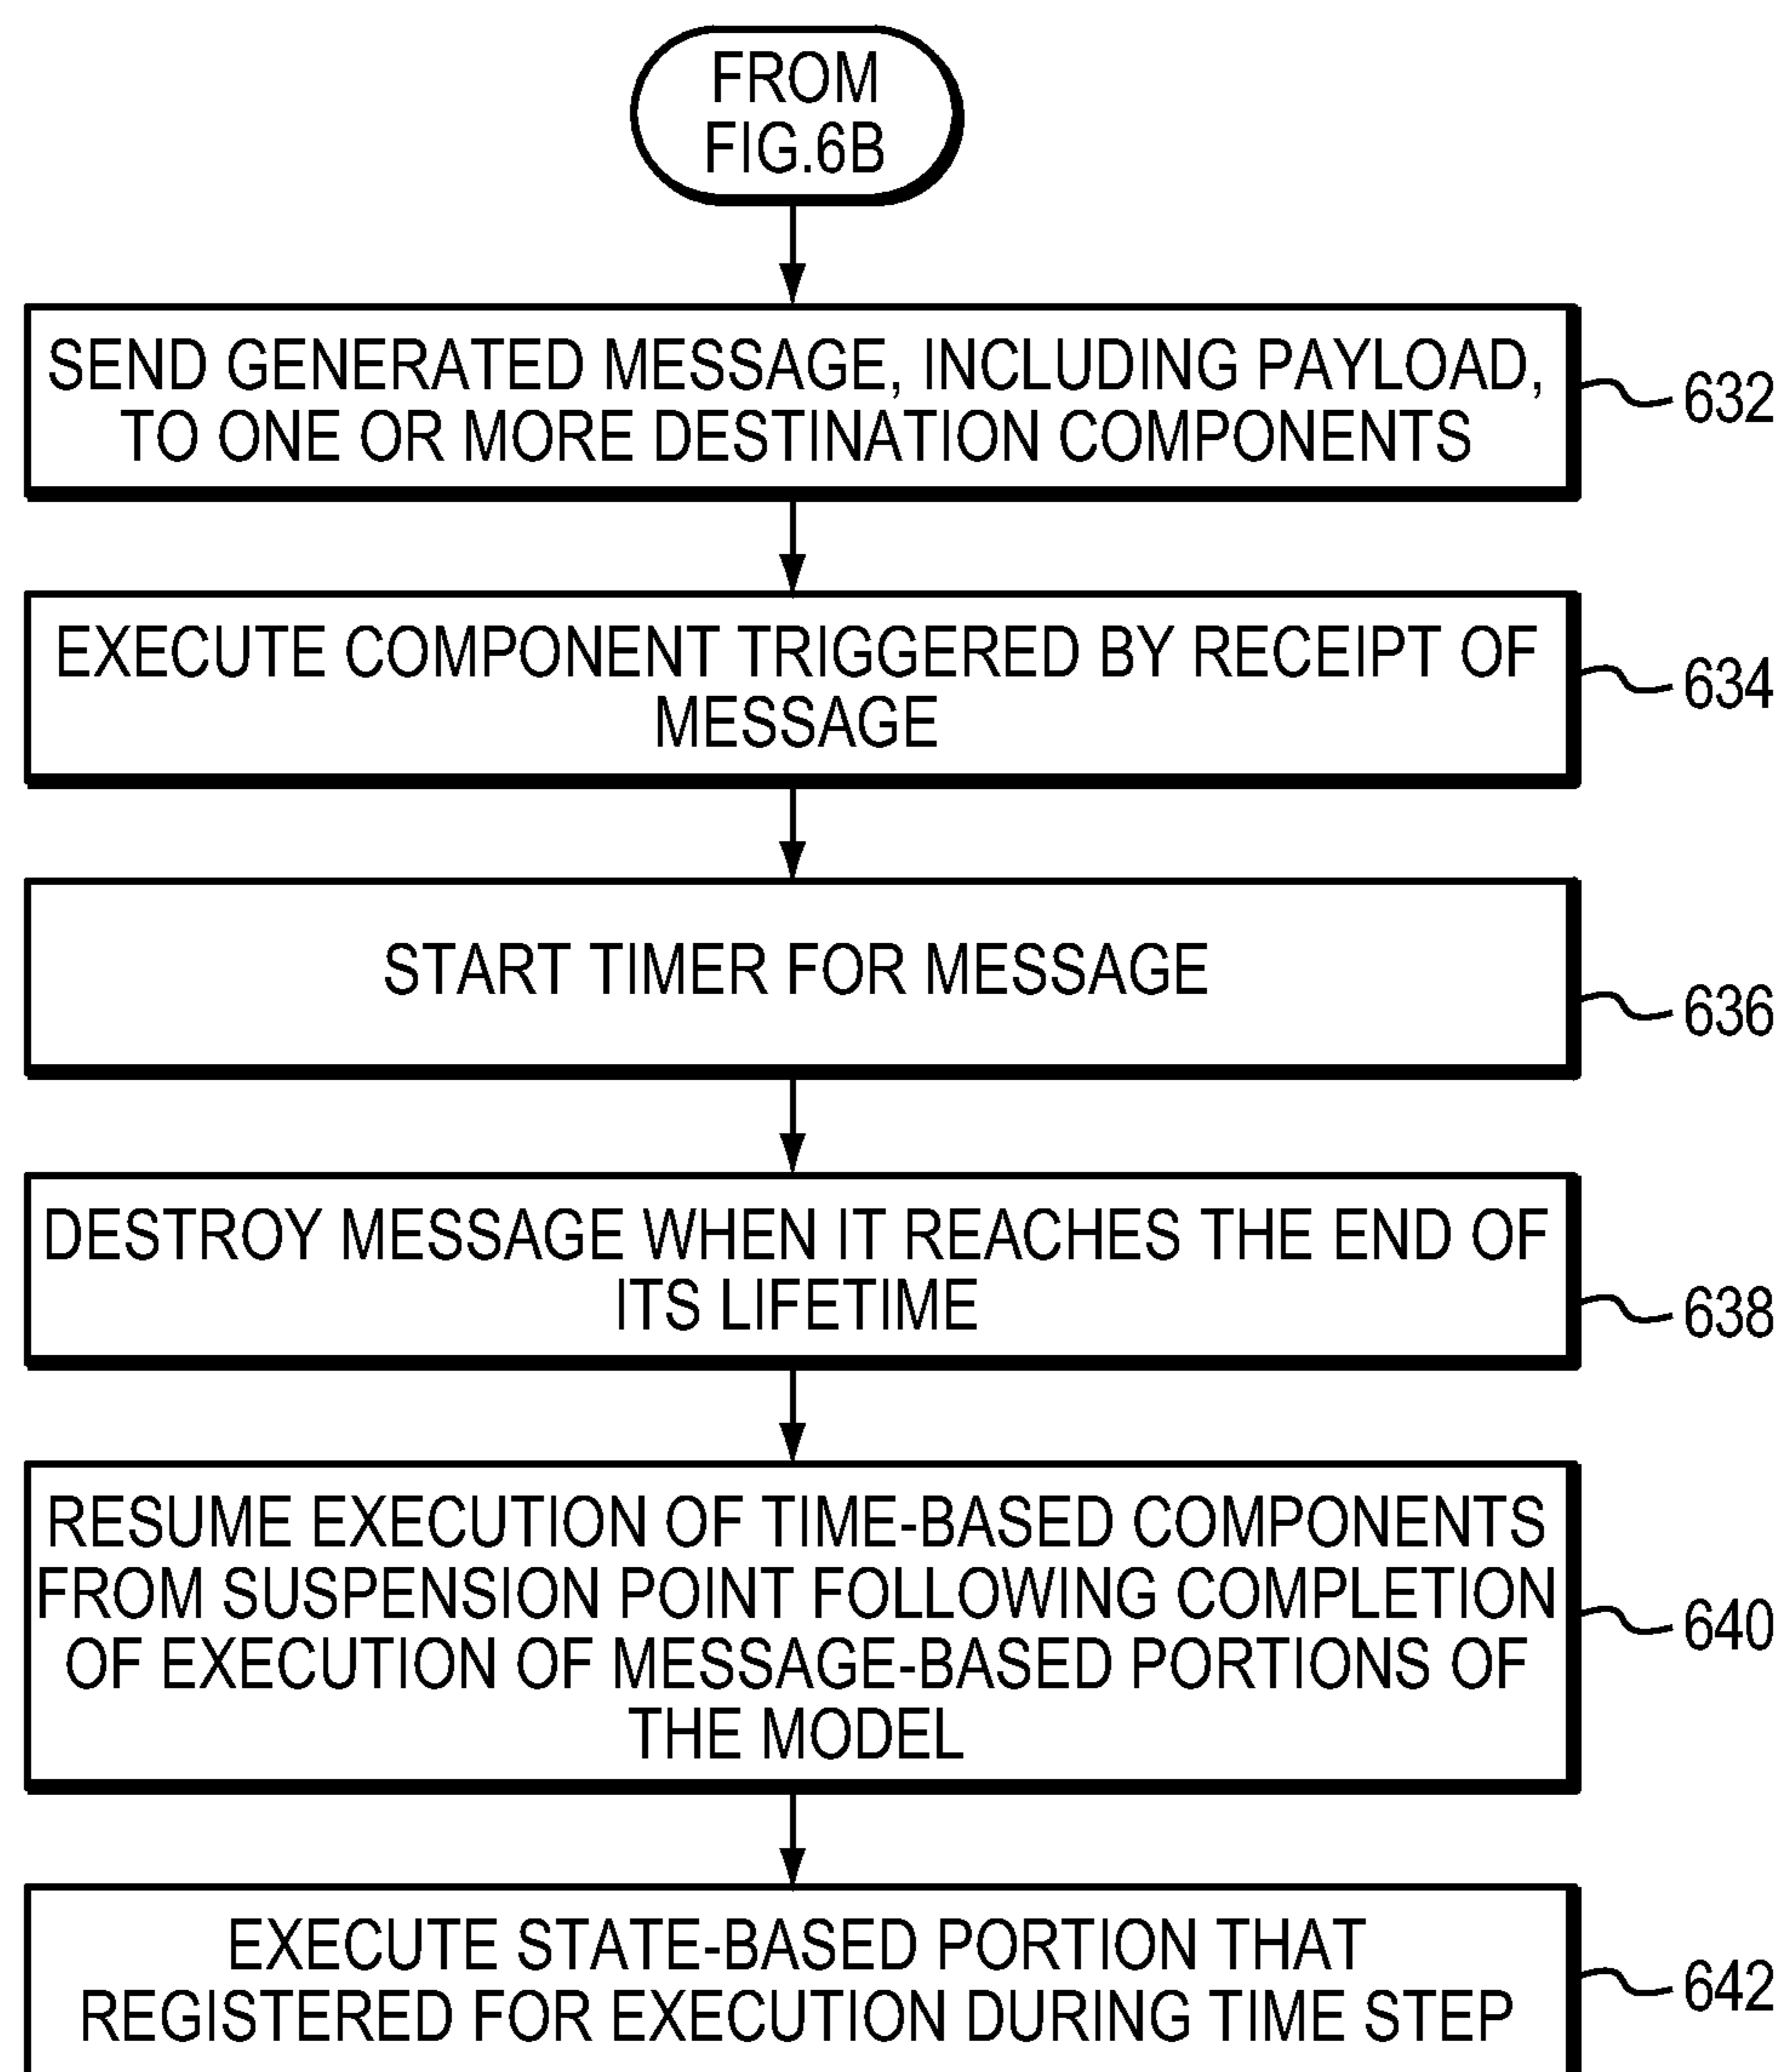 FROM
FIG.6B
SEND GENERATED MESSAGE, INCLUDING PAYLOAD,
TO ONE OR MORE DESTINATION COMPONENTS
632
EXECUTE COMPONENT TRIGGERED BY RECEIPT OF
MESSAGE
634
START TIMER FOR MESSAGE
636
DESTROY MESSAGE WHEN IT REACHES THE END OF
ITS LIFETIME
638
RESUME EXECUTION OF TIME-BASED COMPONENTS
FROM SUSPENSION POINT FOLLOWING COMPLETION
OF EXECUTION OF MESSAGE-BASED PORTIONS OF
THE MODEL
640
EXECUTE STATE-BASED PORTION THAT
REGISTERED FOR EXECUTION DURING TIME STEP
642